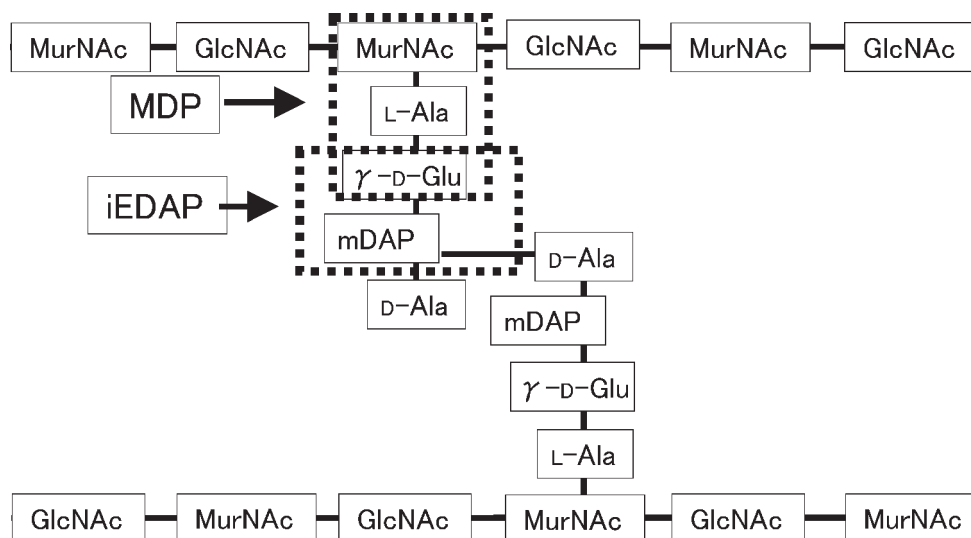 MurNAc GlcNAc MurNAc GlcNAc MurNAc GlcNAc
MDP
L-Ala
γ-D-Glu
iEDAP
mDAP
D-Ala
D-Ala
mDAP
γ-D-Glu
L-Ala
GlcNAc MurNAc GlcNAc MurNAc GlcNAc MurNAc